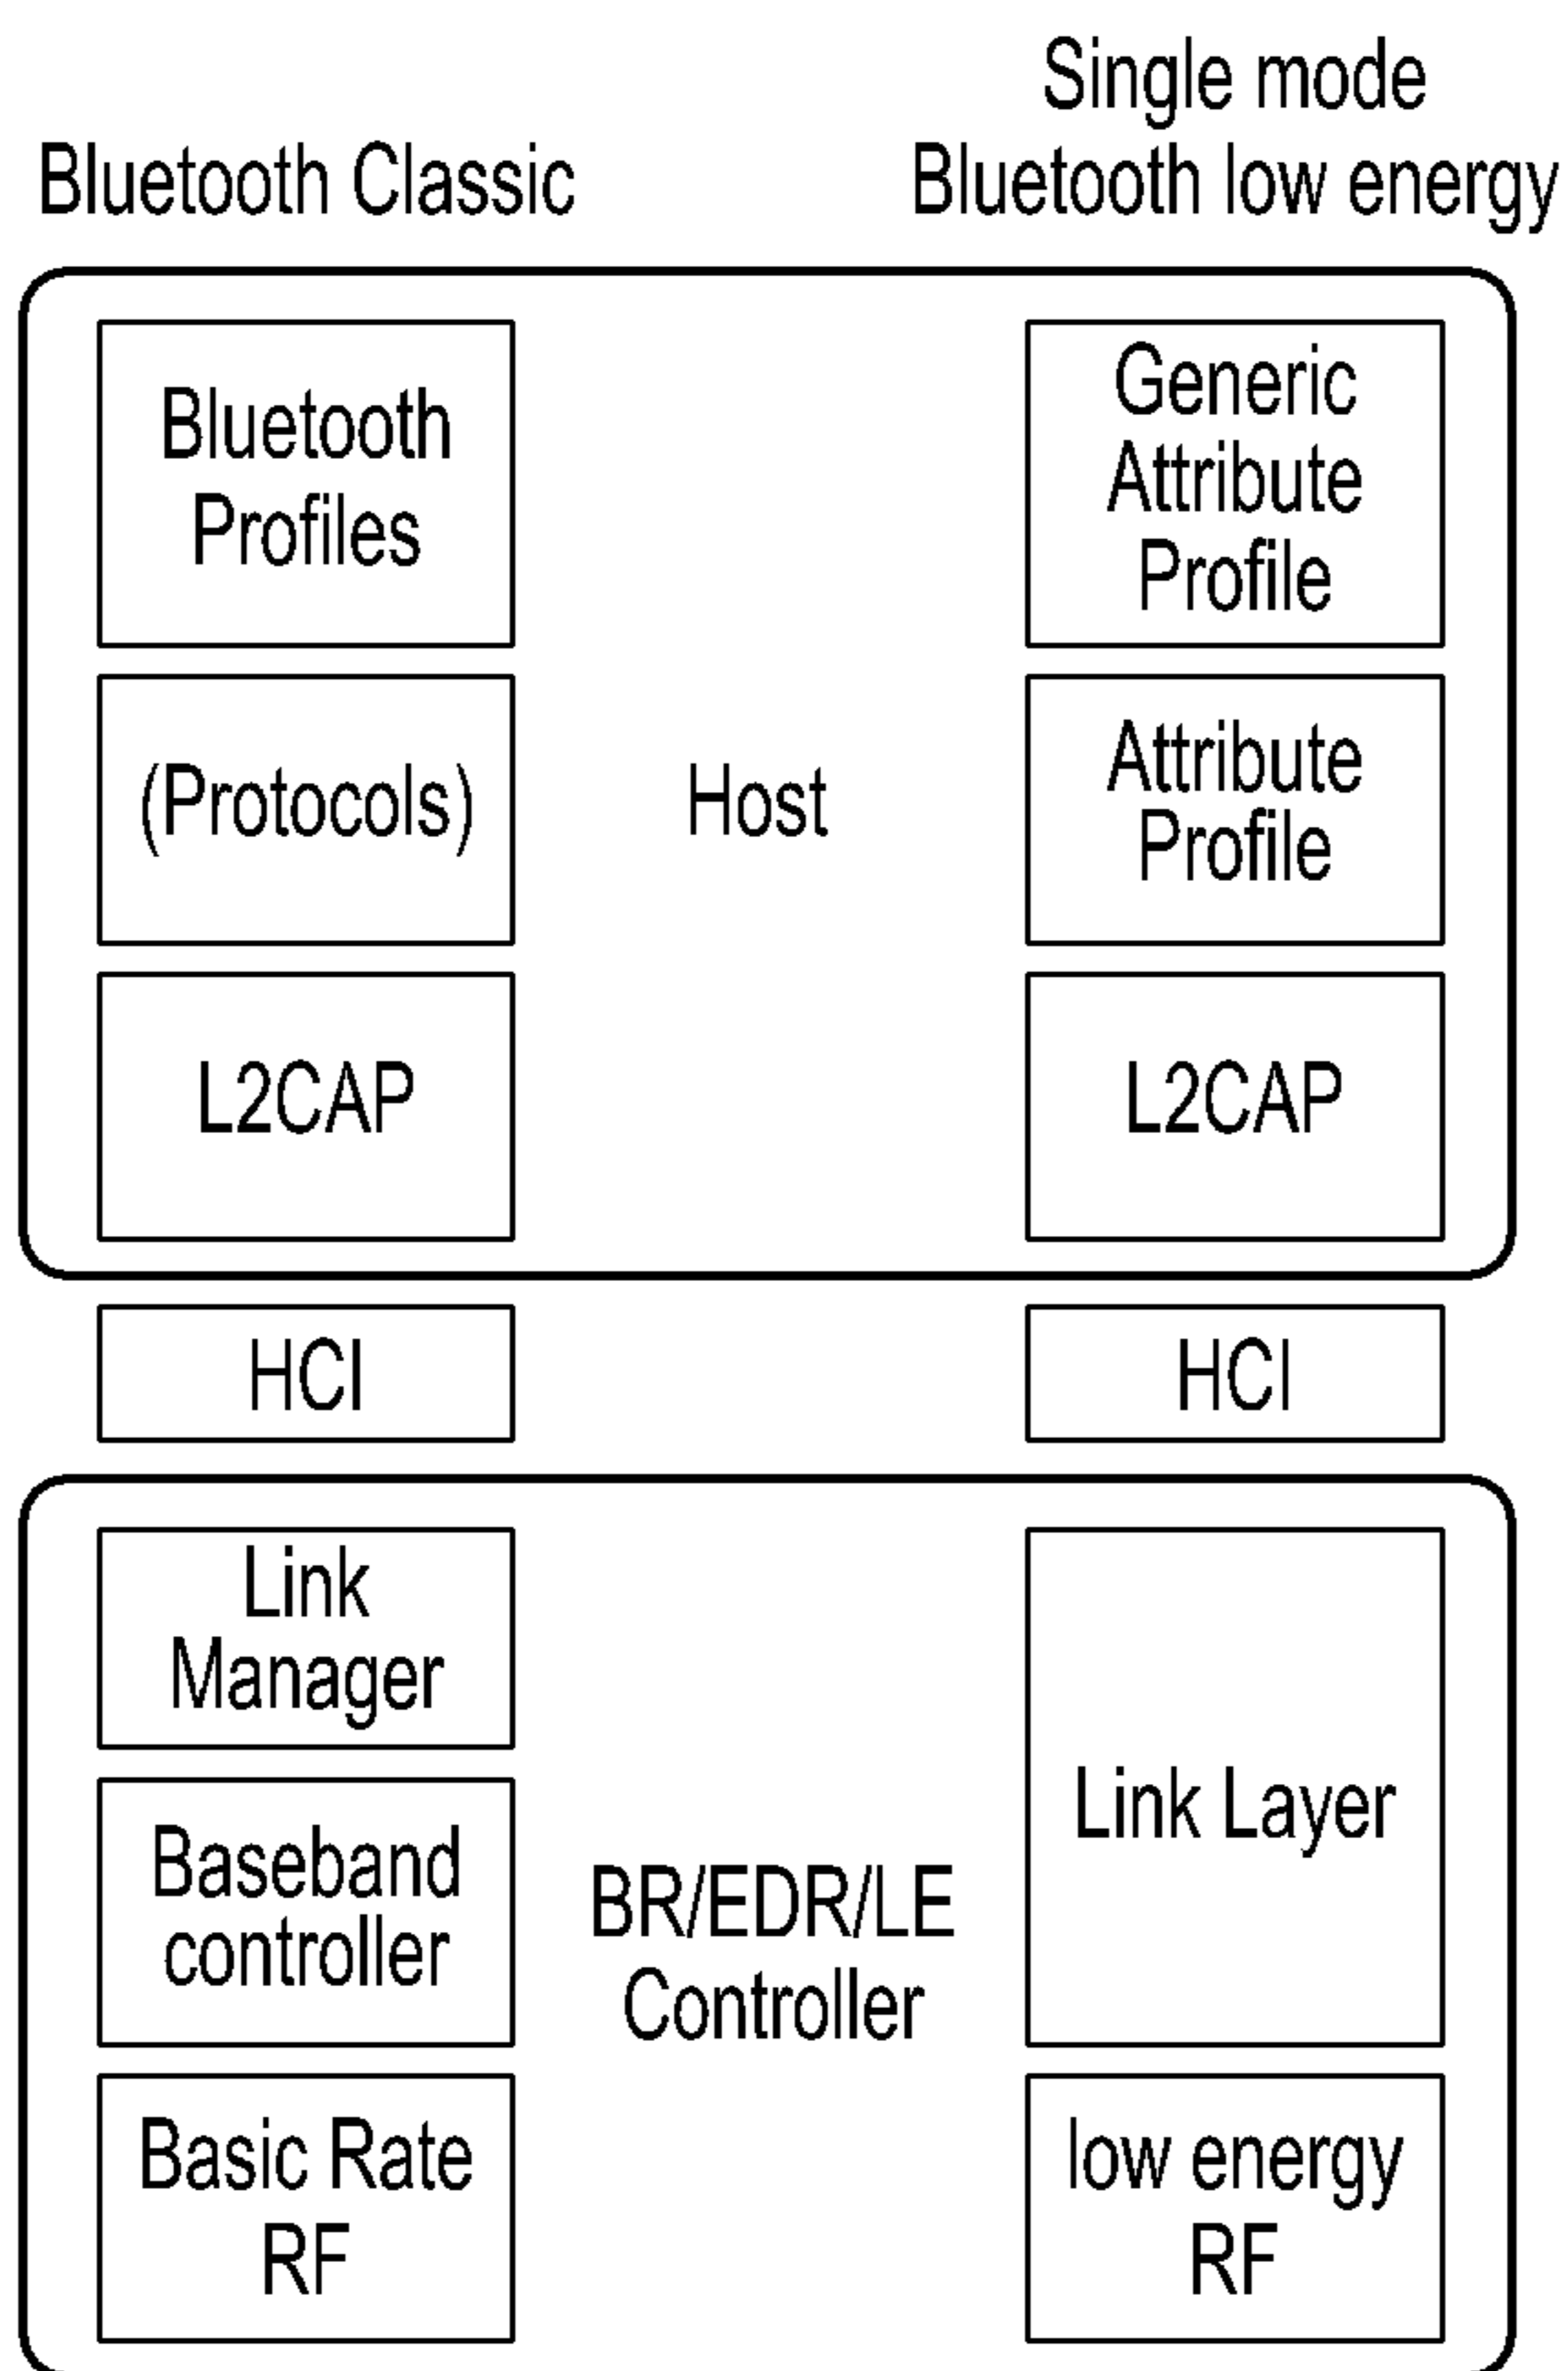 Single mode
Bluetooth Classic
Bluetooth low energy
Bluetooth
Profiles
Generic
Attribute
Profile
(Protocols)
Host
Attribute
Profile
L2CAP
L2CAP
HCI
HCI
Link
Manager
Link Layer
Baseband
controller
BR/EDR/LE
Controller
Basic Rate
RF
low energy
RF